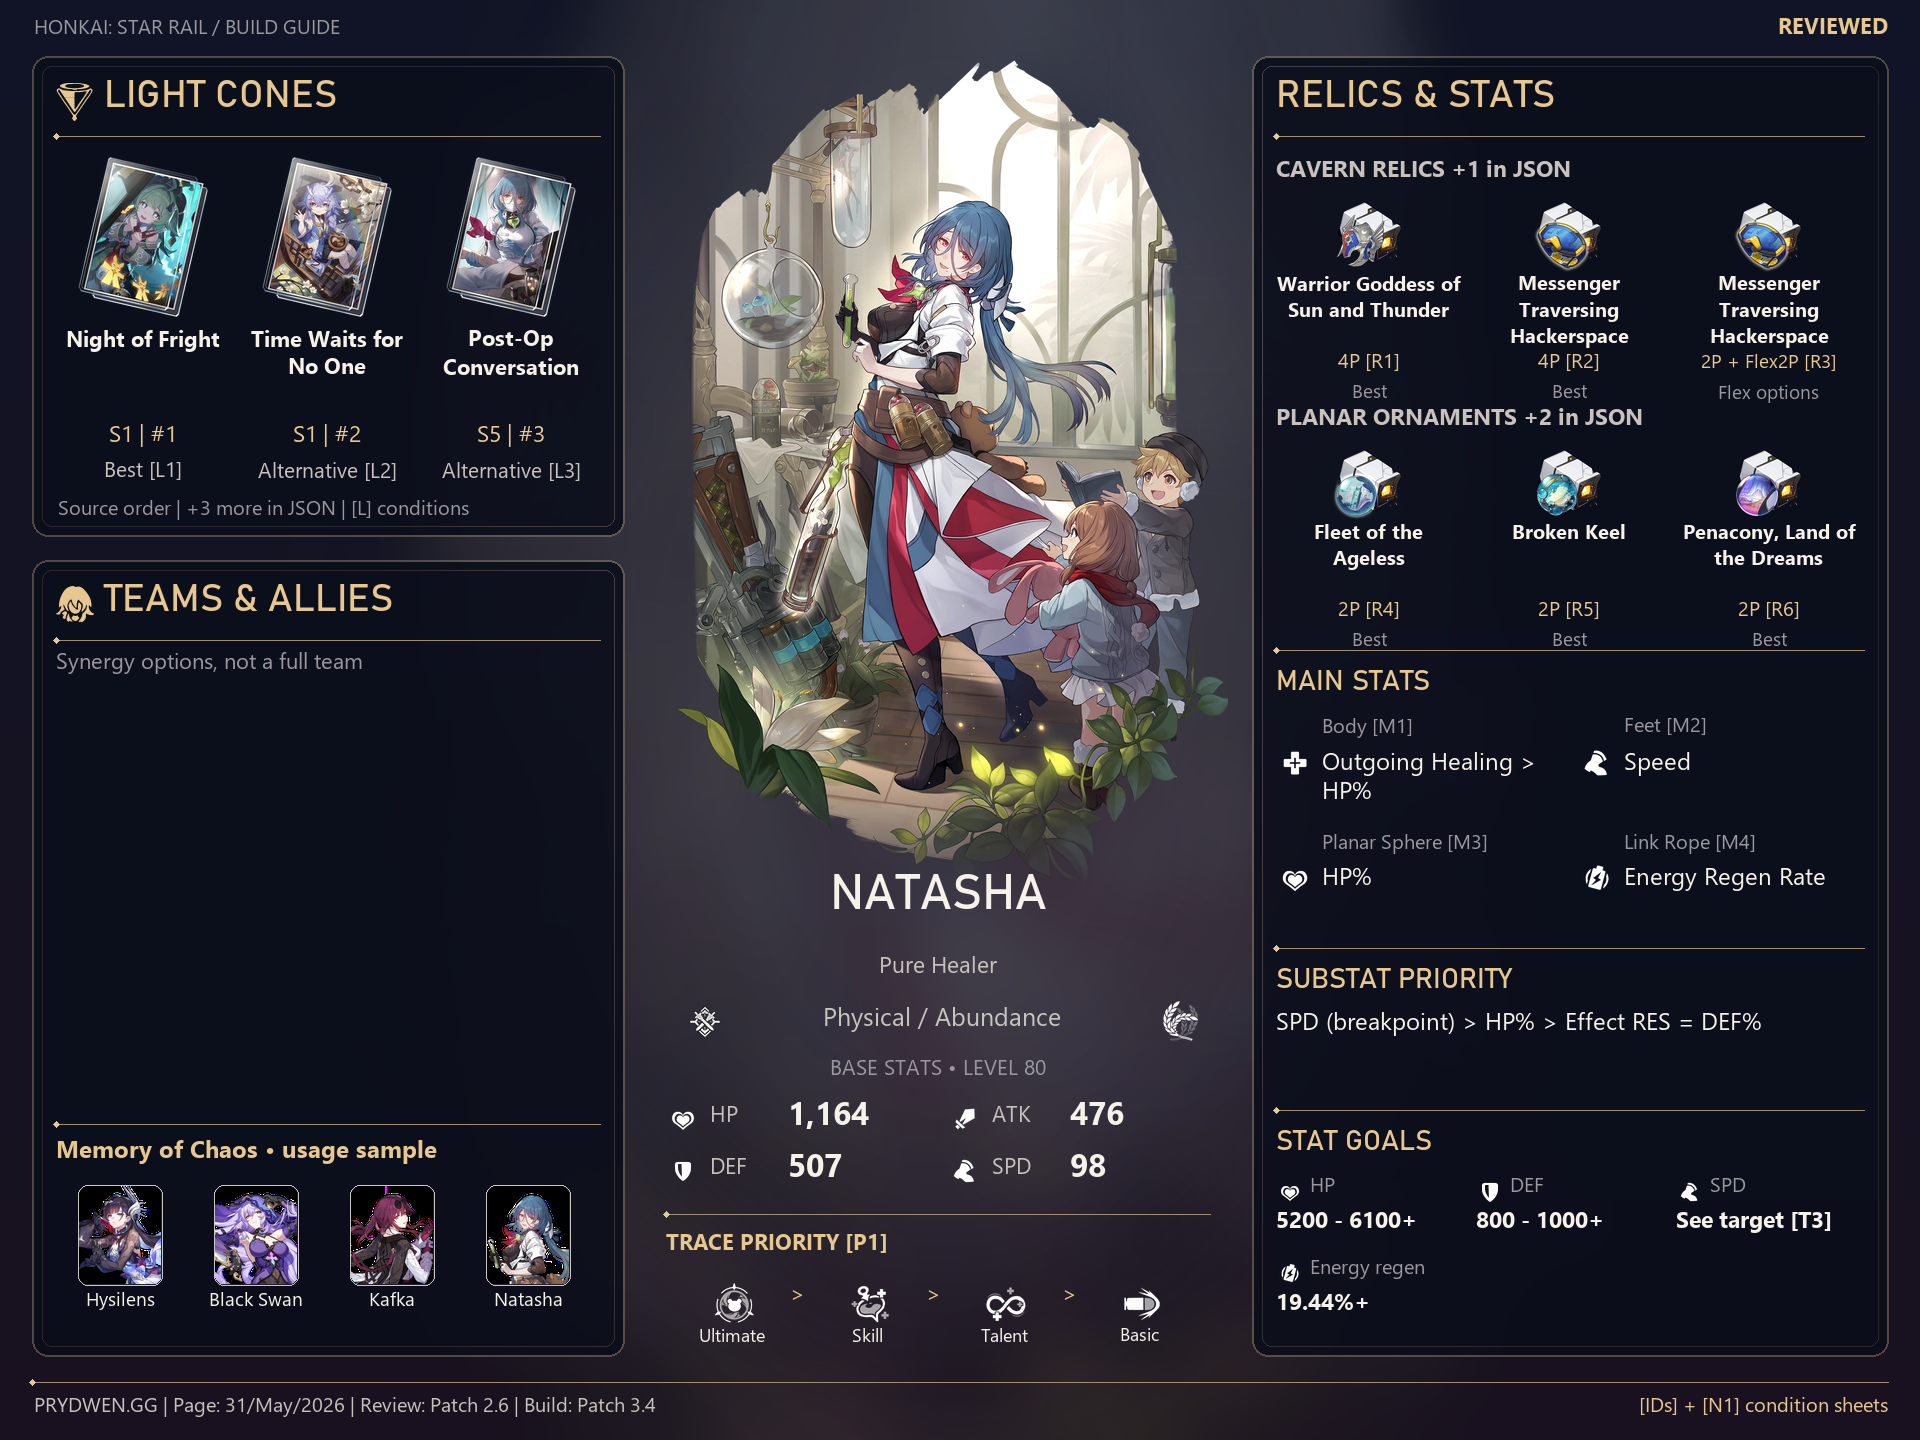 HONKAI: STAR RAIL / BUILD GUIDE
REVIEWED
LIGHT CONES
Night of Fright
Time Waits for
No One
Post-Op
Conversation
S1 | #1
S1 | #2
S5 | #3
Best [L1]
Alternative [L2]
Alternative [L3]
Source order | +3 more in JSON | [L] conditions
TEAMS & ALLIES
Synergy options, not a full team
Memory of Chaos • usage sample
Hysilens
Black Swan
Kafka
Natasha
NATASHA
Pure Healer
Physical / Abundance
BASE STATS • LEVEL 80
HP 1,164
ATK 476
DEF 507
SPD 98
TRACE PRIORITY [P1]
Ultimate > Skill > Talent > Basic
RELICS & STATS
CAVERN RELICS +1 in JSON
Warrior Goddess of
Sun and Thunder
4P [R1]
Best
Messenger
Traversing
Hackerspace
4P [R2]
Best
Messenger
Traversing
Hackerspace
2P + Flex2P [R3]
Flex options
PLANAR ORNAMENTS +2 in JSON
Fleet of the
Ageless
2P [R4]
Best
Broken Keel
2P [R5]
Best
Penacony, Land of
the Dreams
2P [R6]
Best
MAIN STATS
Body [M1]
Outgoing Healing >
HP%
Feet [M2]
Speed
Planar Sphere [M3]
HP%
Link Rope [M4]
Energy Regen Rate
SUBSTAT PRIORITY
SPD (breakpoint) > HP% > Effect RES = DEF%
STAT GOALS
HP
5200 - 6100+
DEF
800 - 1000+
SPD
See target [T3]
Energy regen
19.44%+
PRYDWEN.GG | Page: 31/May/2026 | Review: Patch 2.6 | Build: Patch 3.4
[IDs] + [N1] condition sheets